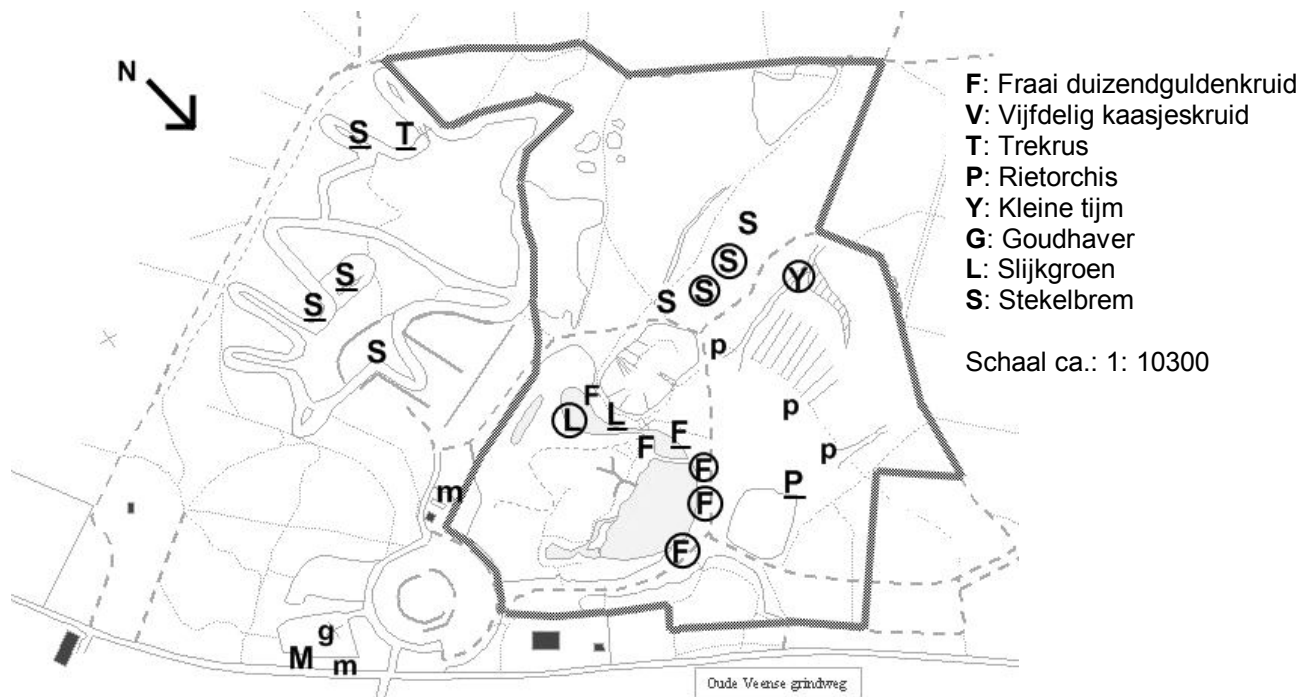 N
F: Fraai duizendguldenkruid
V: Vijfdelig kaasjeskruid
T: Trekrus
P: Rietorchis
Y: Kleine tijm
G: Goudhaver
L: Slijkgroen
S: Stekelbrem
Schaal ca.: 1: 10300
S T
S
S
Y
S
S
S
S
S
p
S
F
p
L
L
F
F
p
F
P
m
F
F
g
M
m
Oude Veense grindweg